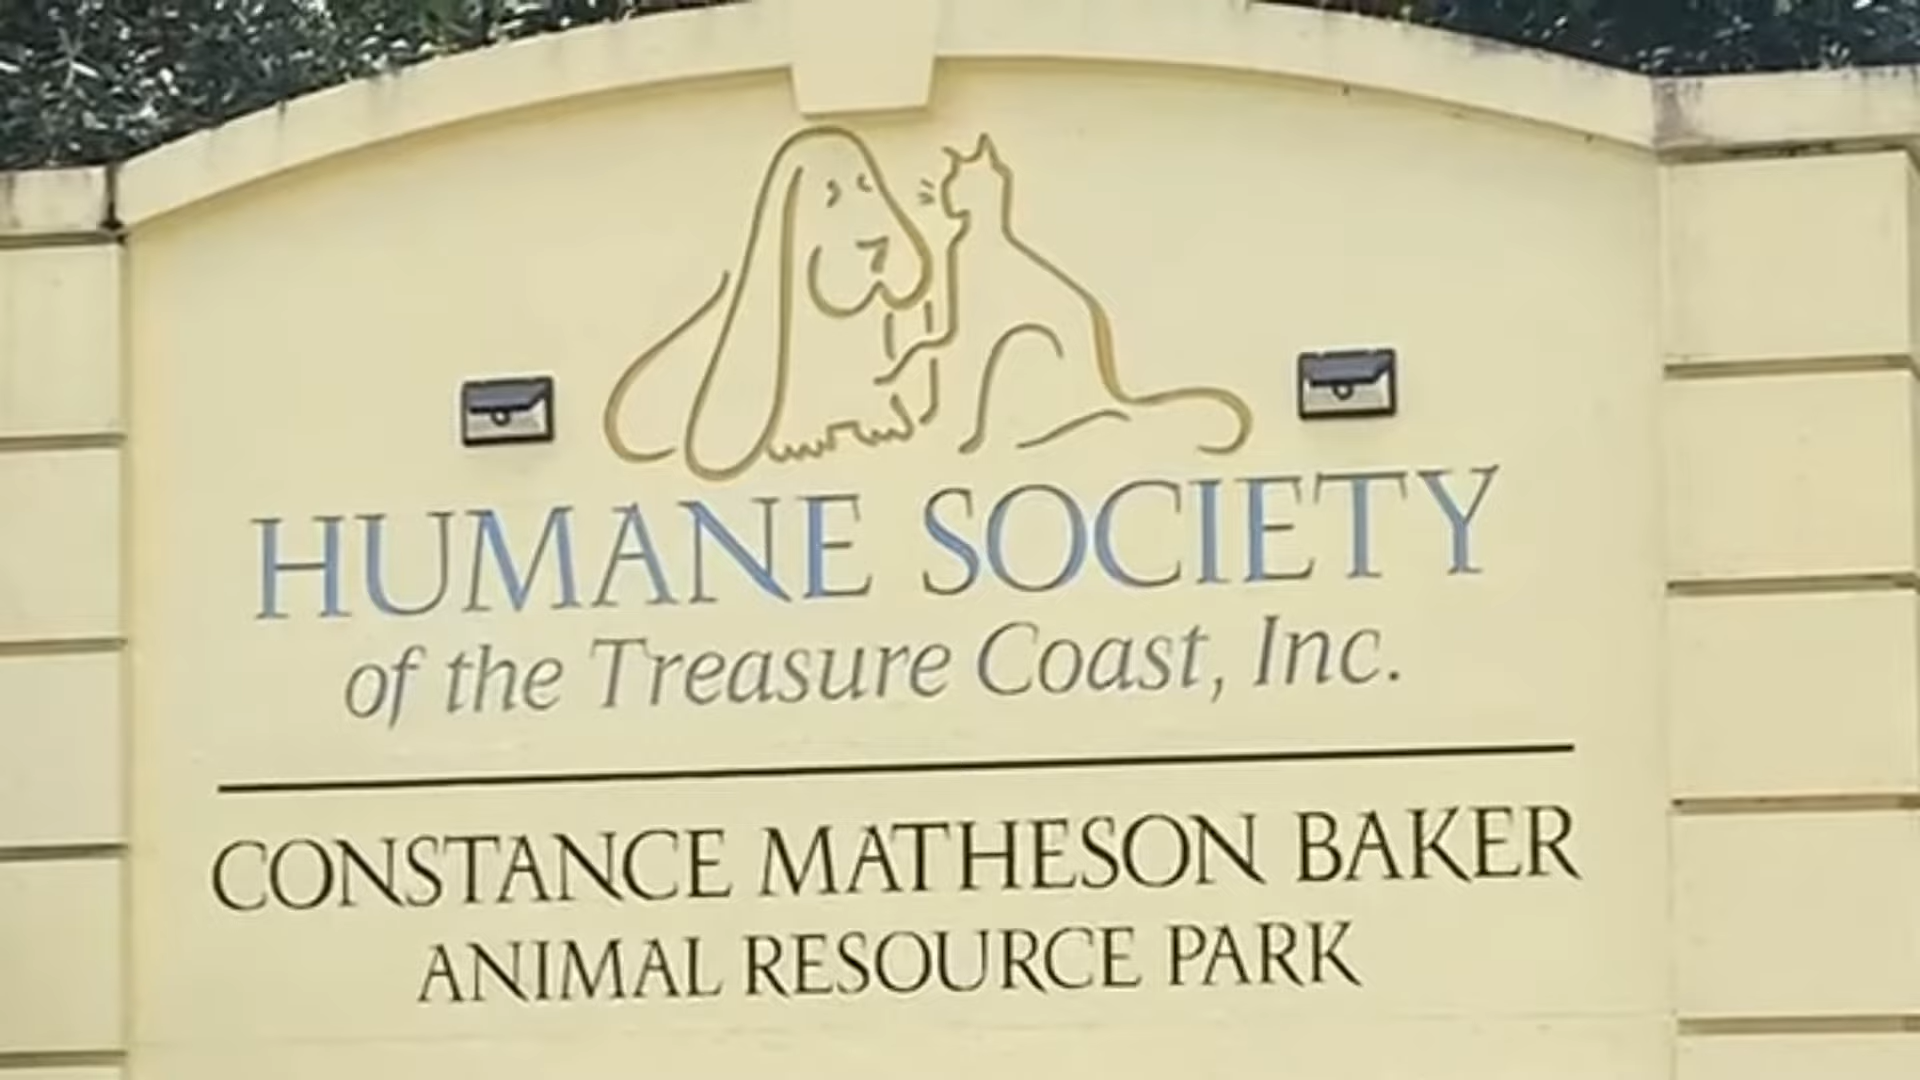 HUMANE SOCIETY
of the Treasure Coast, Inc.
CONSTANCE MATHESON BAKER
ANIMAL RESOURCE PARK